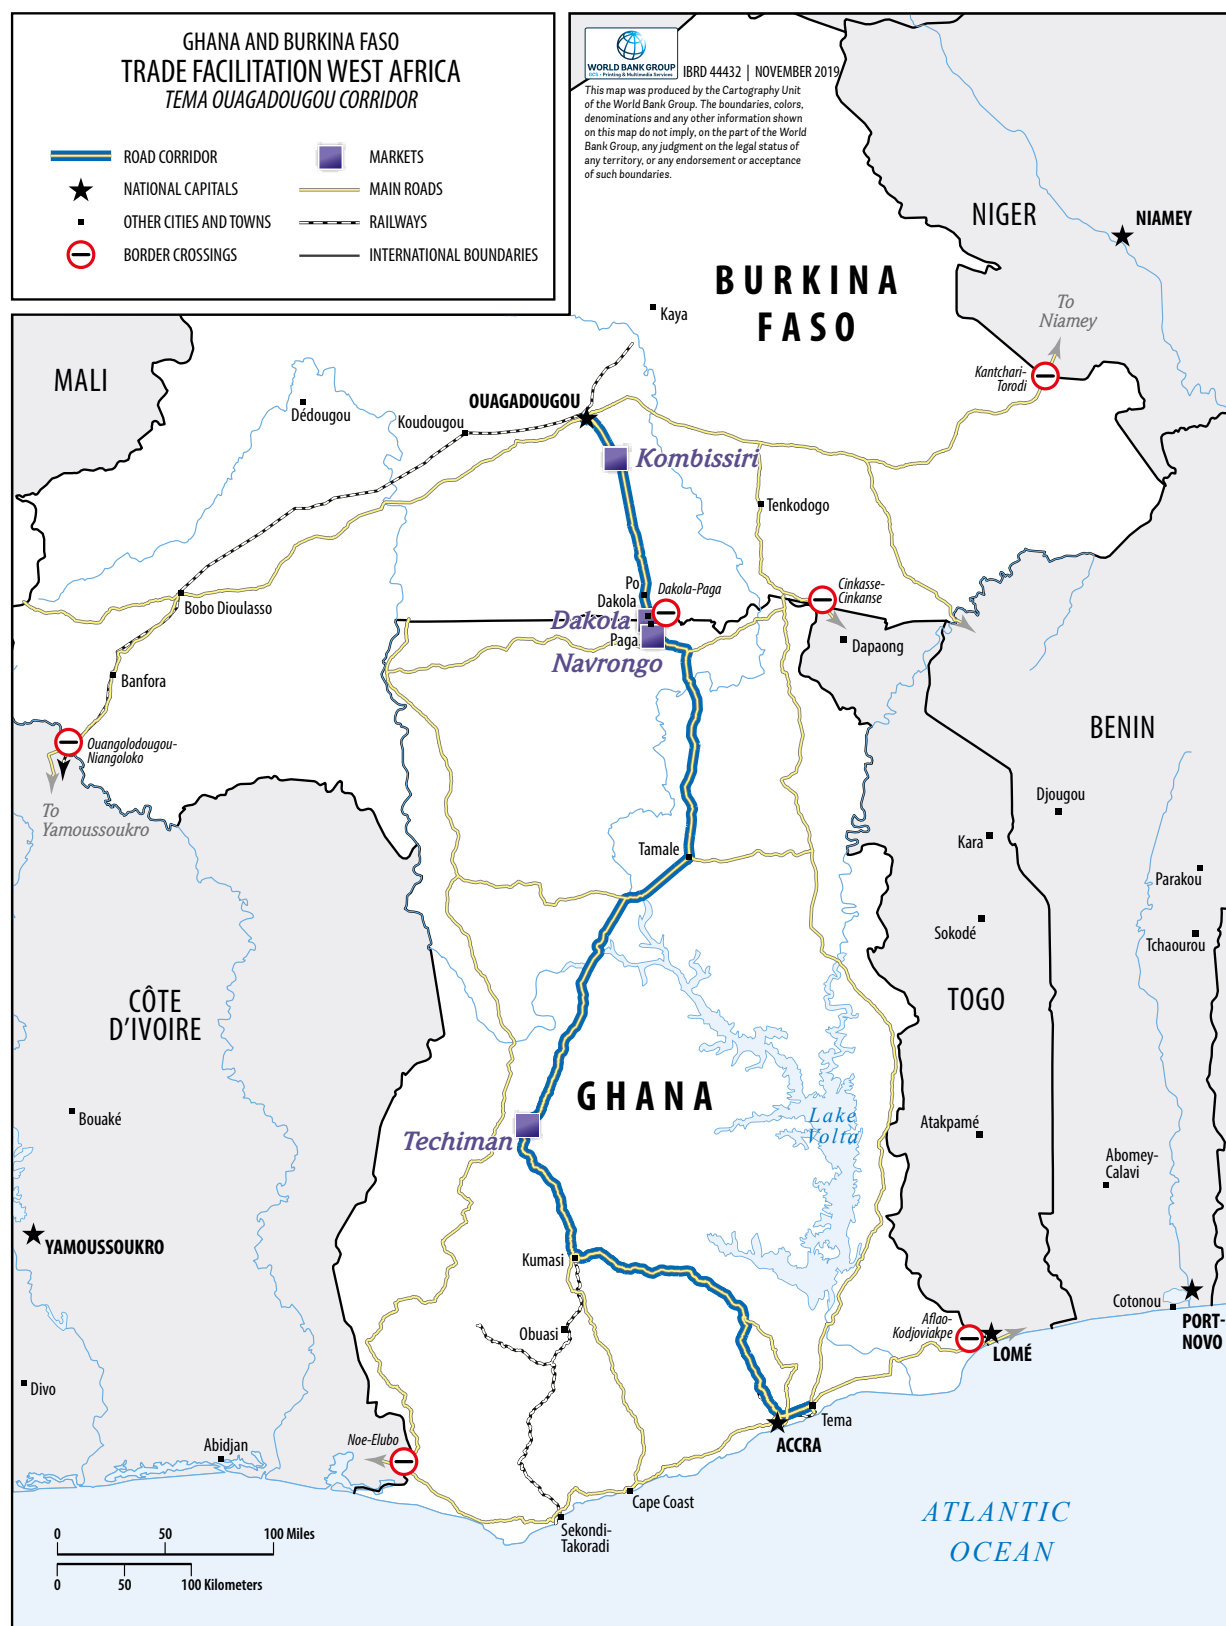 GHANA AND BURKINA FASO
TRADE FACILITATION WEST AFRICA
TEMA OUAGADOUGOU CORRIDOR
ROAD CORRIDOR
NATIONAL CAPITALS
OTHER CITIES AND TOWNS
BORDER CROSSINGS
MARKETS
MAIN ROADS
RAILWAYS
INTERNATIONAL BOUNDARIES
WORLD BANK GROUP
GCS • Printing & Multimedia Services
IBRD 44432 | NOVEMBER 2019
This map was produced by the Cartography Unit
of the World Bank Group. The boundaries, colors,
denominations and any other information shown
on this map do not imply, on the part of the World
Bank Group, any judgment on the legal status of
any territory, or any endorsement or acceptance
of such boundaries.
NIGER
NIAMEY
BURKINA
FASO
To
Niamey
Kaya
Kantchari-
Torodi
MALI
Dédougou
OUAGADOUGOU
Koudougou
Kombissiri
Tenkodogo
Po
Dakola
Dakola-Paga
Cinkasse-
Cinkanse
Bobo Dioulasso
Dakola
Paga
Navrongo
Dapaong
Banfora
Ouangolodougou-
Niangoloko
To
Yamoussoukro
BENIN
Djougou
Kara
Tamale
Parakou
Sokodé
Tchaourou
CÔTE
D'IVOIRE
TOGO
GHANA
Bouaké
Lake
Volta
Techiman
Atakpamé
Abomey-
Calavi
YAMOUSSOUKRO
Kumasi
Obuasi
Aflao-
Kodjoviakpe
LOMÉ
Cotonou
PORT-
NOVO
Divo
Tema
ACCRA
Noe-Elubo
Abidjan
Cape Coast
Sekondi-
Takoradi
ATLANTIC
OCEAN
0 50 100 Miles
0 50 100 Kilometers